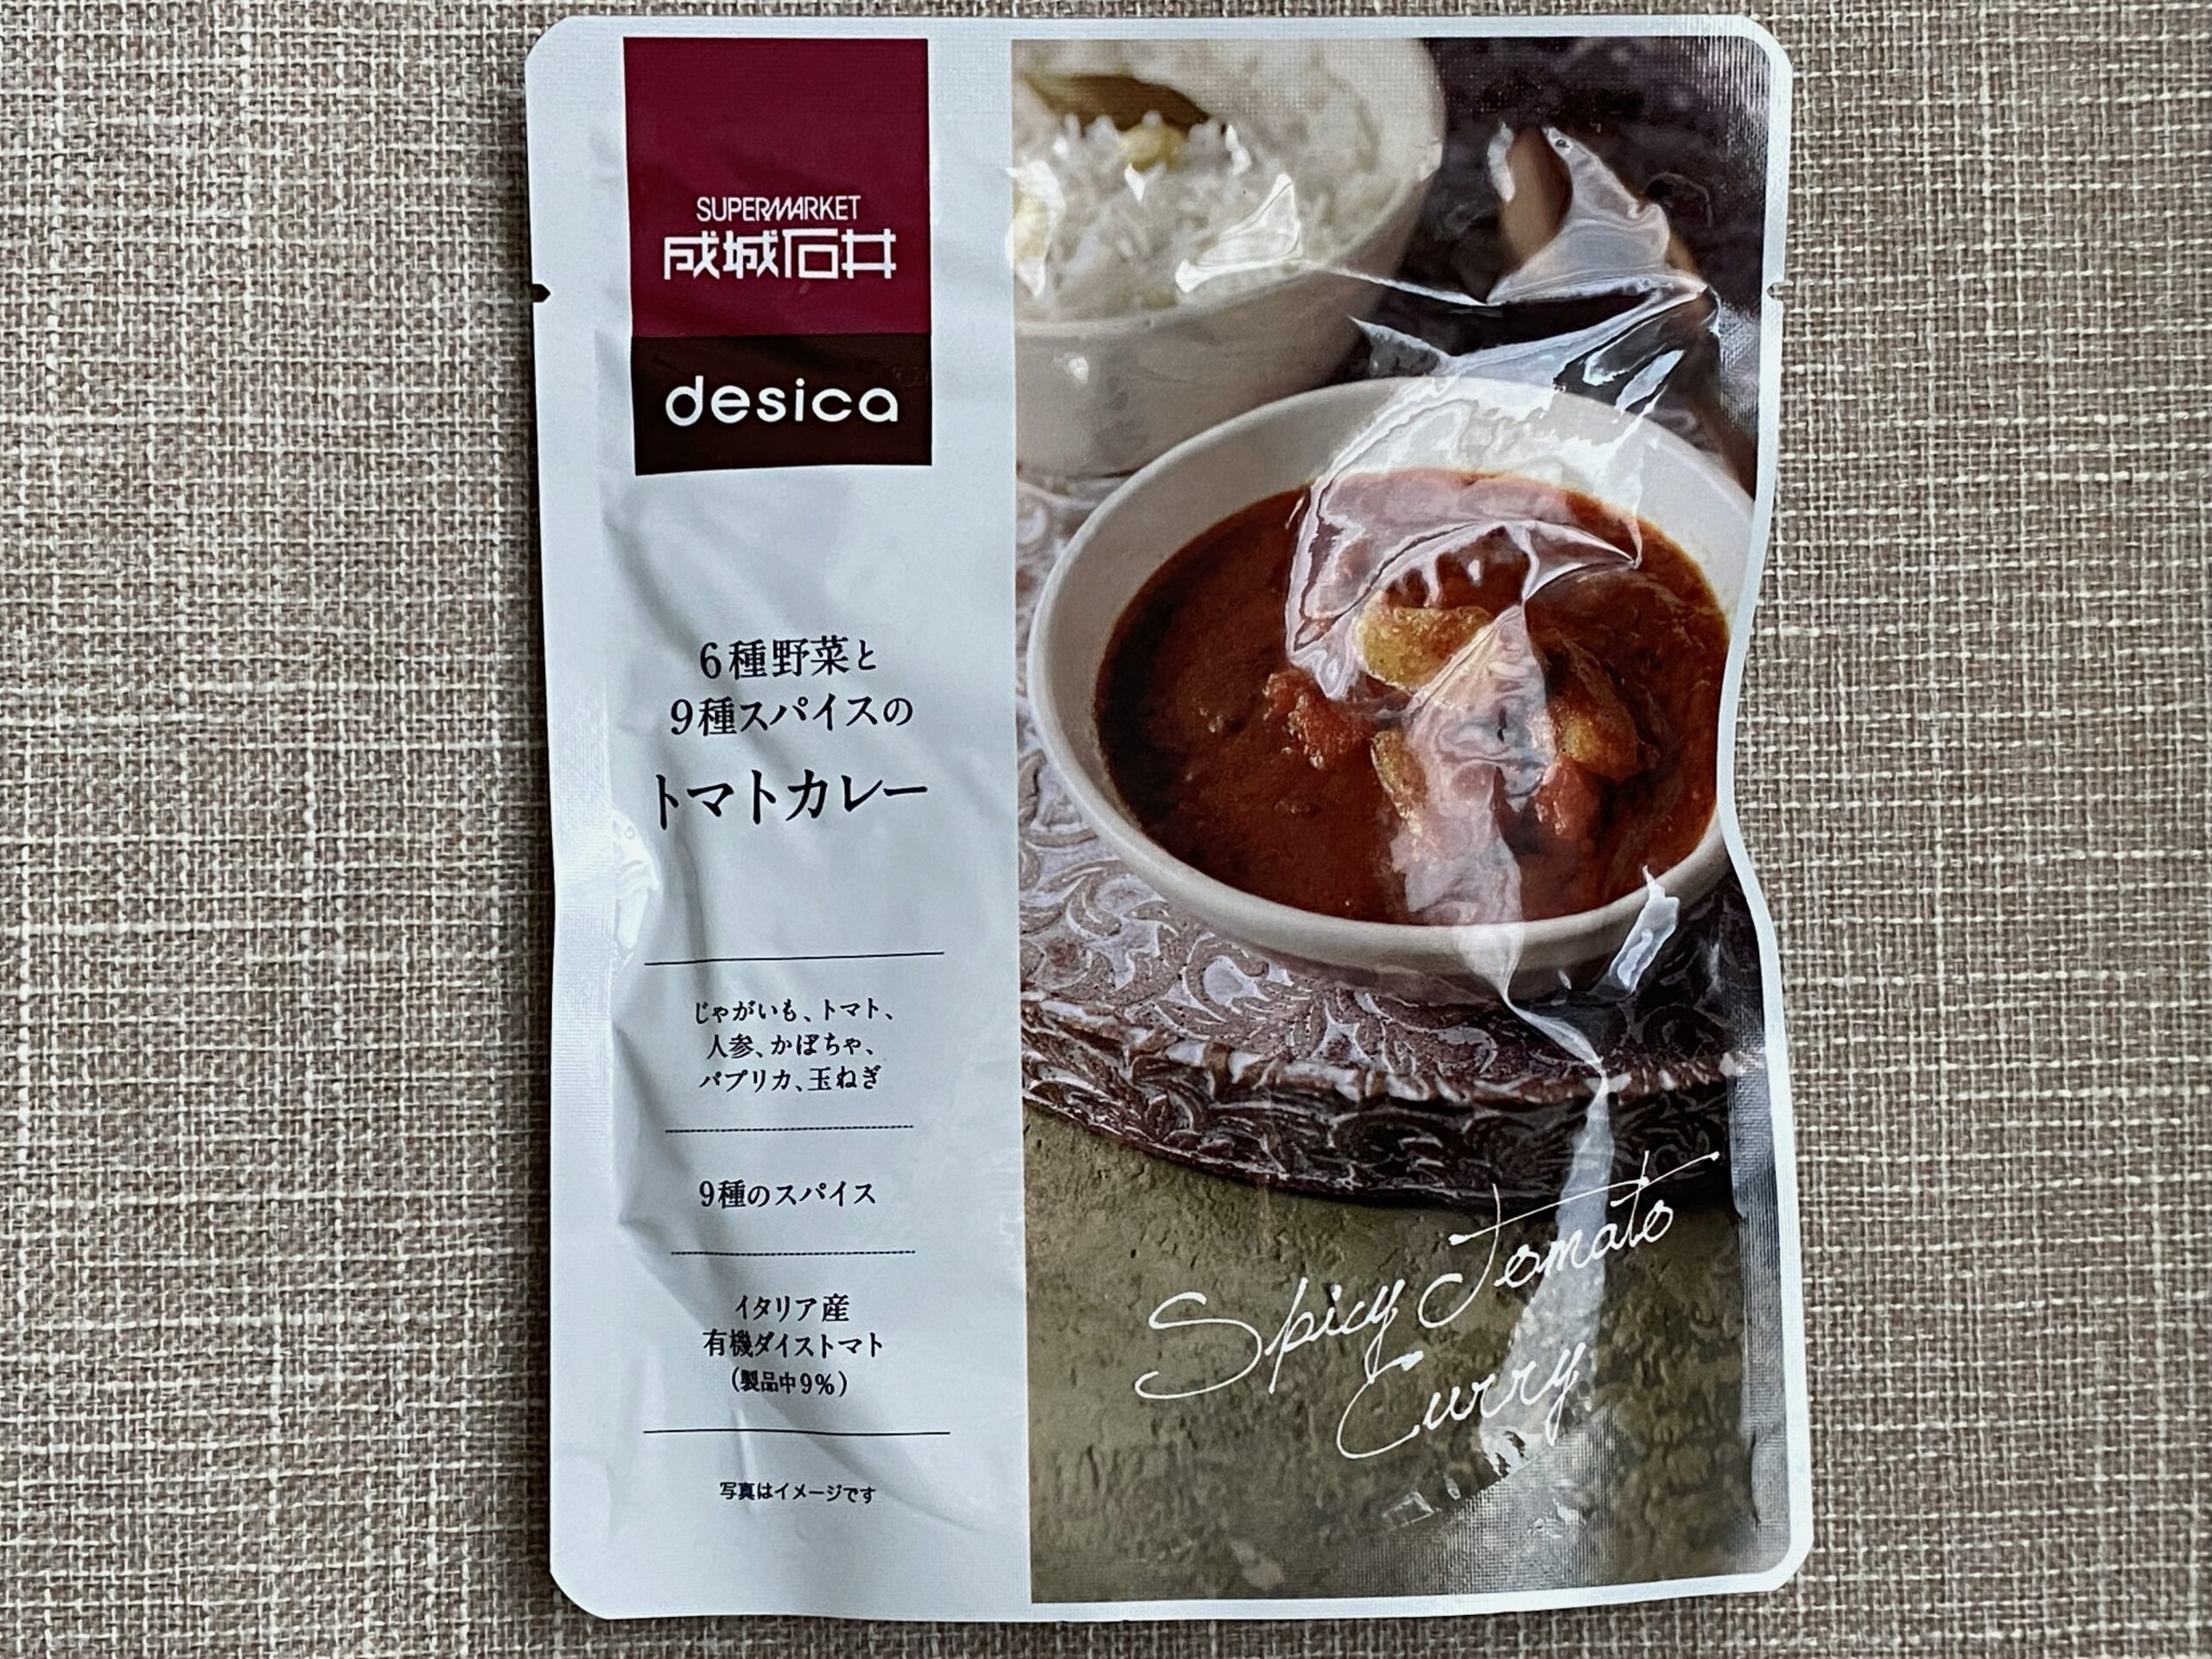 SUPERMARKET
成城石井
desica
6種野菜と
9種スパイスの
トマトカレー
じゃがいも、トマト、
人参、かぼちゃ、
パプリカ、玉ねぎ
9種のスパイス
イタリア産
有機ダイストマト
(製品中9%)
写真はイメージです
Spicy Tomato
Curry